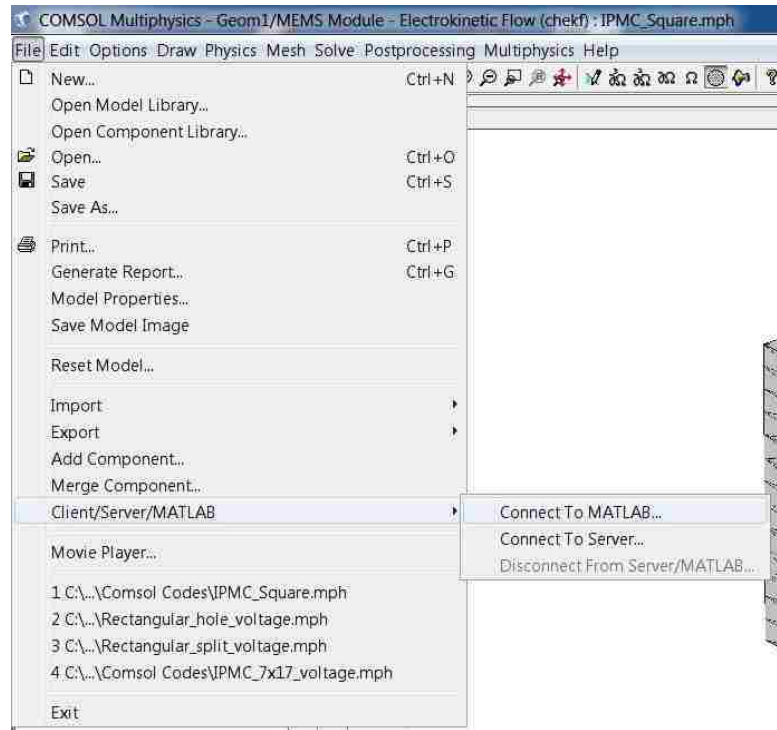 COMSOL Multiphysics - Geom1/MEMS Module - Electrokinetic Flow (chekf) : IPMC_Square.mph
File Edit Options Draw Physics Mesh Solve Postprocessing Multiphysics Help
New... Ctrl+N
Open Model Library...
Open Component Library...
Open... Ctrl+O
Save Ctrl+S
Save As...
Print... Ctrl+P
Generate Report... Ctrl+G
Model Properties...
Save Model Image
Reset Model...
Import
Export
Add Component...
Merge Component...
Client/Server/MATLAB
Connect To MATLAB...
Connect To Server...
Disconnect From Server/MATLAB...
Movie Player...
1 C:\...\Comsol Codes\IPMC_Square.mph
2 C:\...\Rectangular_hole_voltage.mph
3 C:\...\Rectangular_split_voltage.mph
4 C:\...\Comsol Codes\IPMC_7x17_voltage.mph
Exit